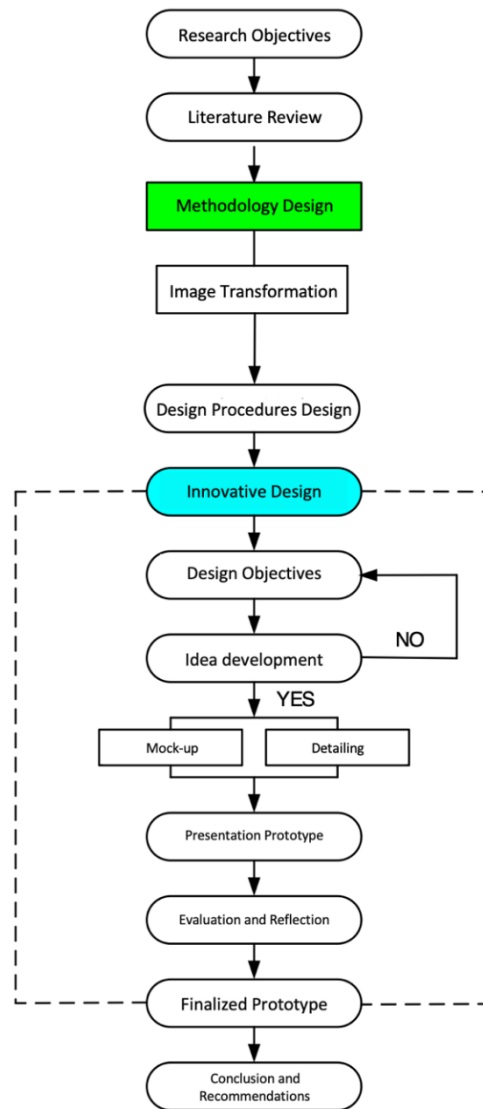 Research Objectives
Literature Review
Methodology Design
Image Transformation
Design Procedures Design
Innovative Design
Design Objectives
NO
Idea development
YES
Mock-up
Detailing
Presentation Prototype
Evaluation and Reflection
Finalized Prototype
Conclusion and
Recommendations